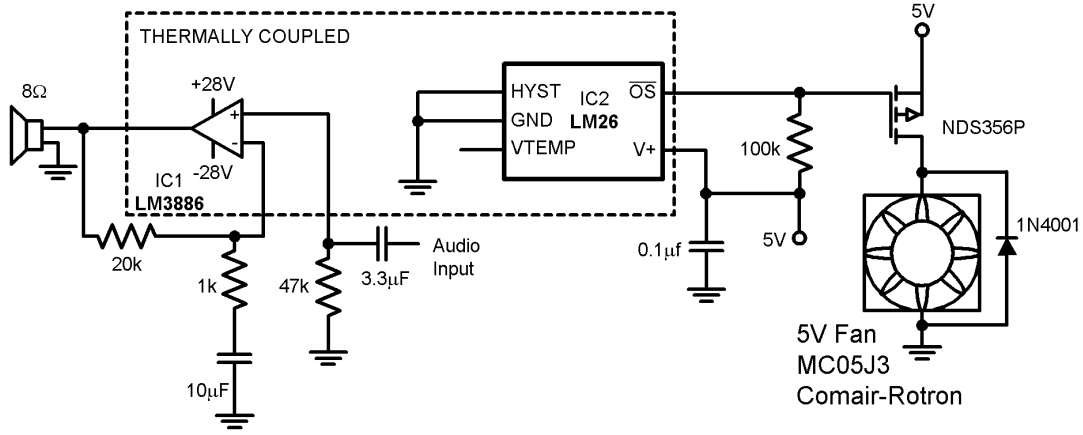 THERMALLY COUPLED
5V
8Ω
+28V
+
-
-28V
IC1
LM3886
HYST
GND
VTEMP
IC2
LM26
OS
V+
100k
NDS356P
20k
1k
47k
3.3µF
Audio
Input
10µF
0.1µf
5V
1N4001
5V Fan
MC05J3
Comair-Rotron